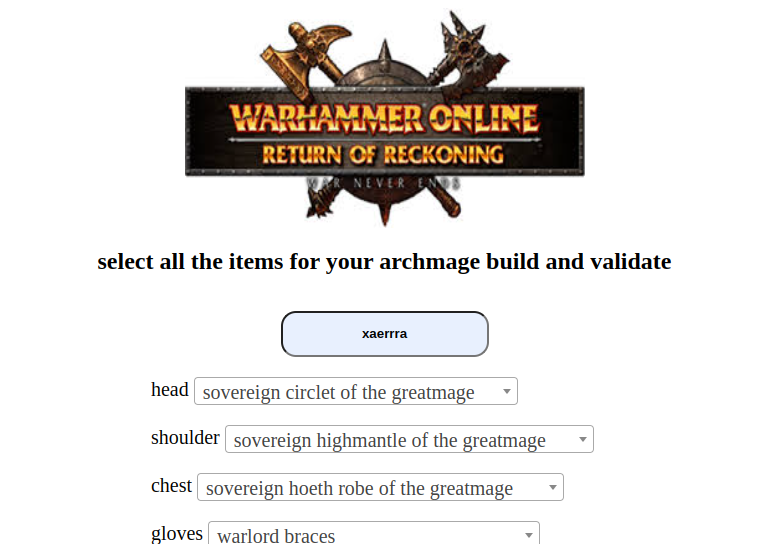 WARHAMMER ONLINE
RETURN OF RECKONING
WAR NEVER ENDS
select all the items for your archmage build and validate
xaerrra
head sovereign circlet of the greatmage
shoulder sovereign highmantle of the greatmage
chest sovereign hoeth robe of the greatmage
gloves warlord braces